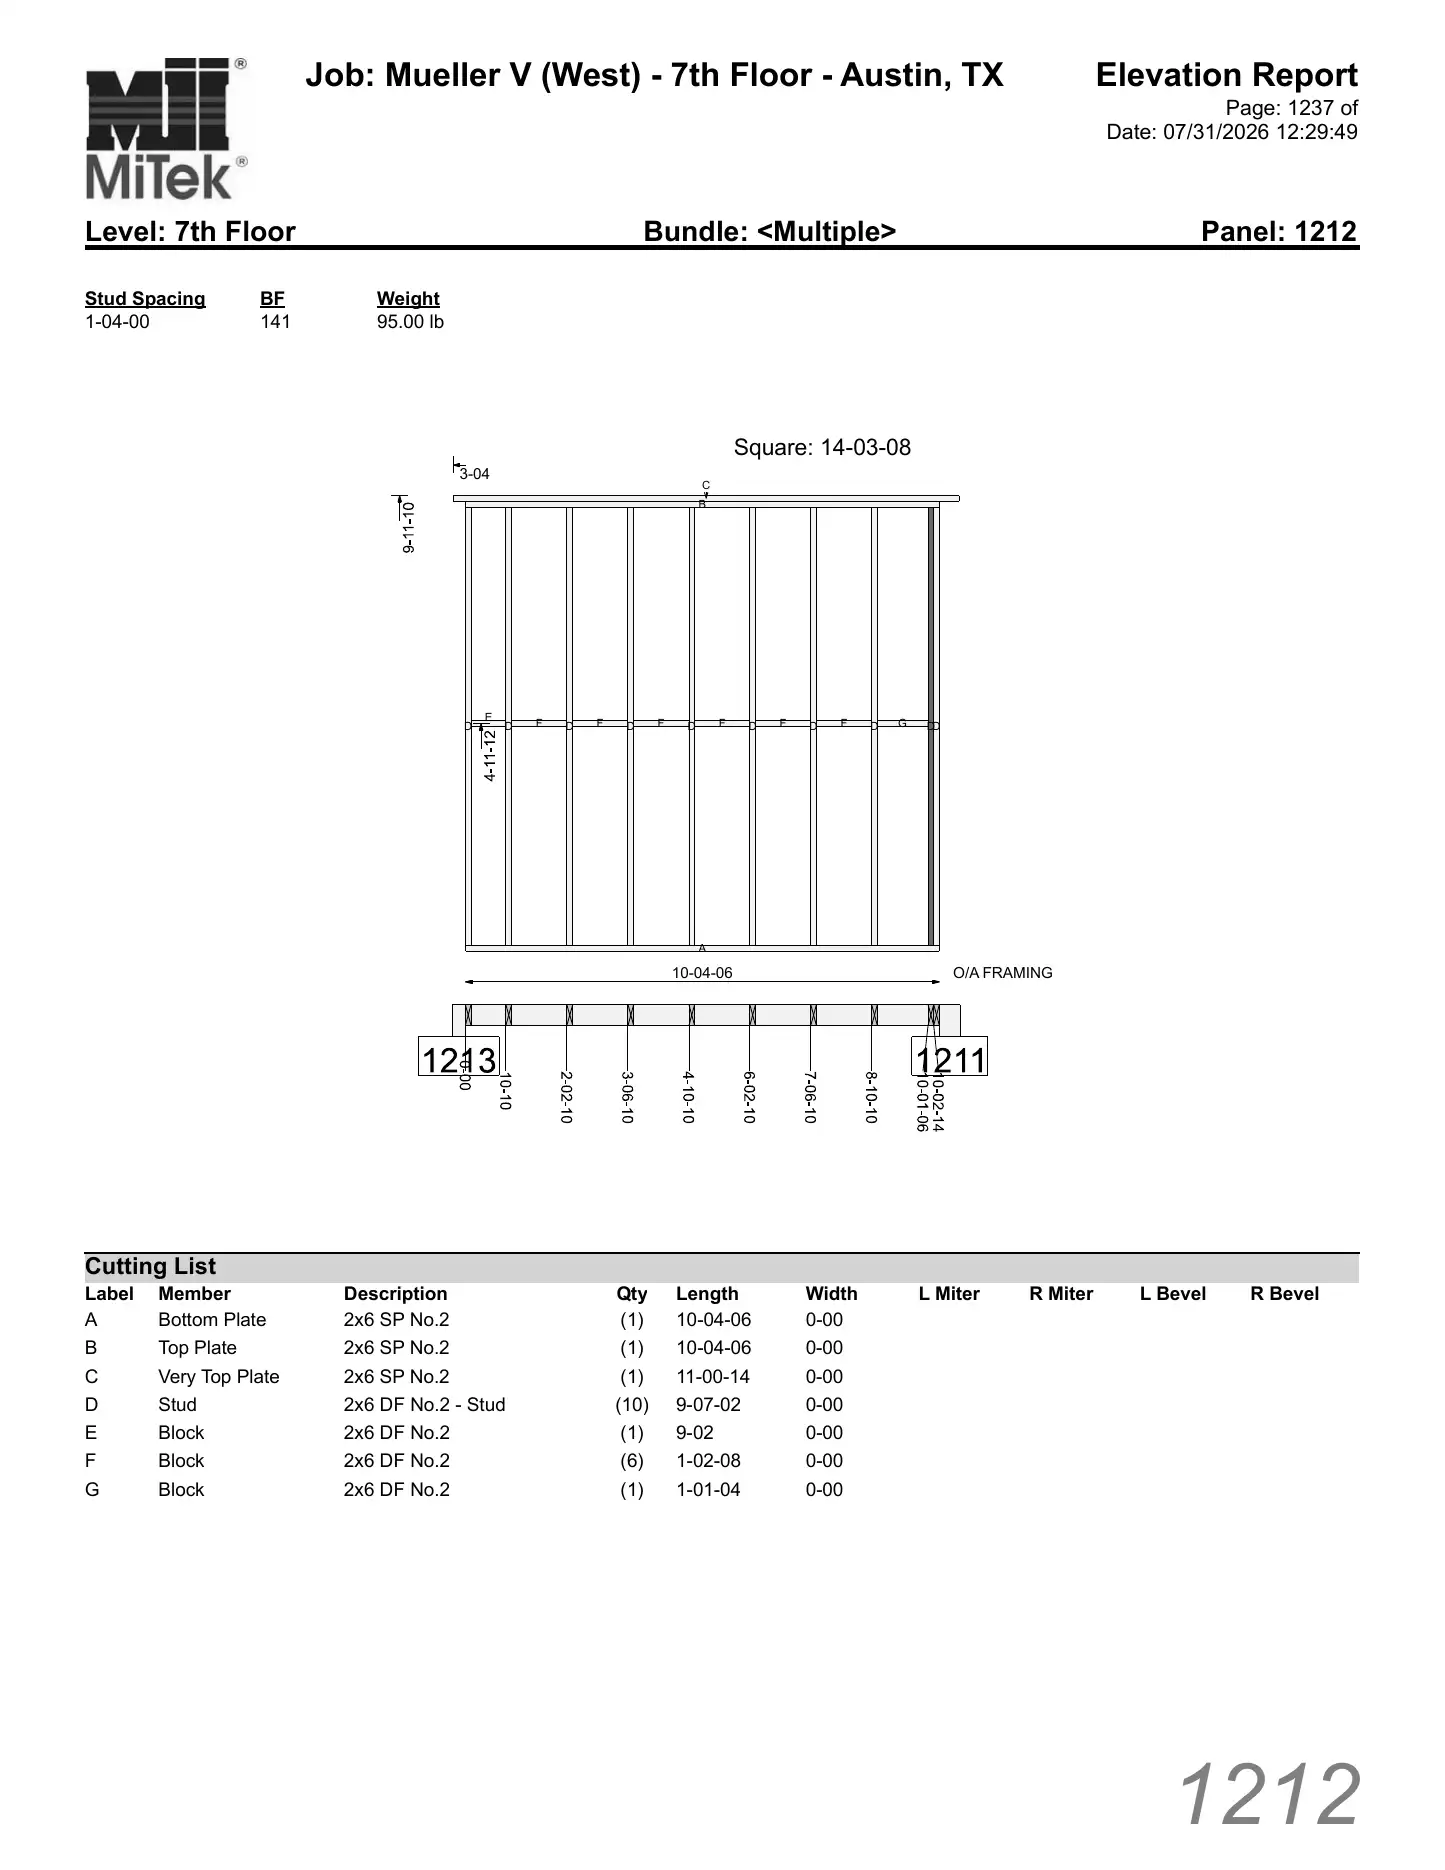 Job: Mueller V (West) - 7th Floor - Austin, TX
Elevation Report
Page: 1237 of
Date: 07/31/2026 12:29:49
MiTek®
Level: 7th Floor Bundle: <Multiple> Panel: 1212
Stud Spacing BF Weight
1-04-00 141 95.00 lb
Square: 14-03-08
3-04
C
B
9-11-10
E F F F F F F G
D D D D D D D D D D
4-11-12
A
10-04-06 O/A FRAMING
1213 1211
0-00 10-10 2-02-10 3-06-10 4-10-10 6-02-10 7-06-10 8-10-10 10-01-06 10-02-14
Cutting List
Label Member Description Qty Length Width L Miter R Miter L Bevel R Bevel
A Bottom Plate 2x6 SP No.2 (1) 10-04-06 0-00
B Top Plate 2x6 SP No.2 (1) 10-04-06 0-00
C Very Top Plate 2x6 SP No.2 (1) 11-00-14 0-00
D Stud 2x6 DF No.2 - Stud (10) 9-07-02 0-00
E Block 2x6 DF No.2 (1) 9-02 0-00
F Block 2x6 DF No.2 (6) 1-02-08 0-00
G Block 2x6 DF No.2 (1) 1-01-04 0-00
1212